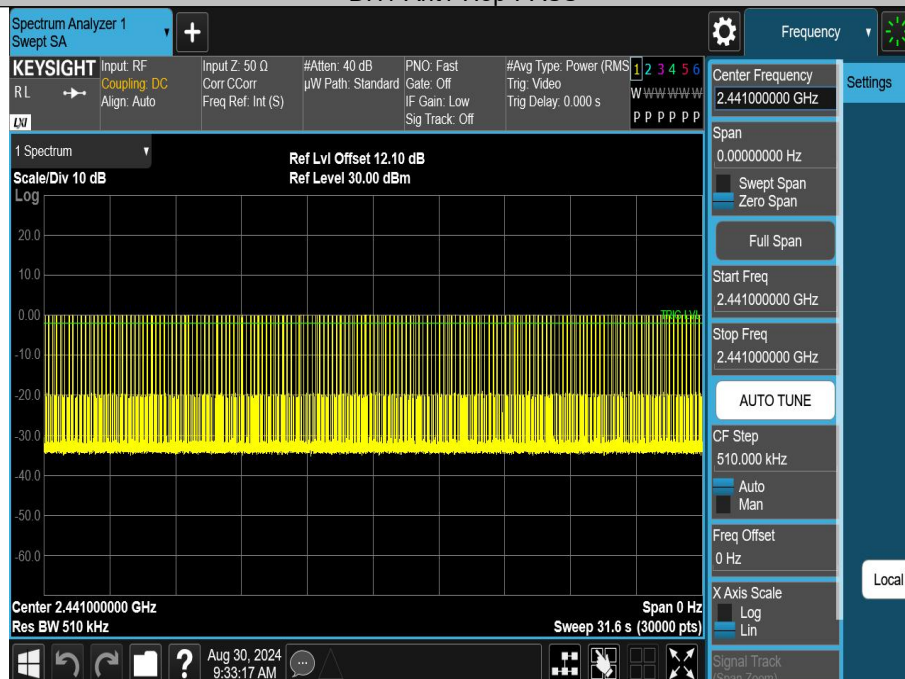 Spectrum Analyzer 1
Swept SA
Frequency
KEYSIGHT
RL
LXI
Input: RF
Coupling: DC
Align: Auto
Input Z: 50 Ω
Corr CCorr
Freq Ref: Int (S)
#Atten: 40 dB
µW Path: Standard
PNO: Fast
Gate: Off
IF Gain: Low
Sig Track: Off
#Avg Type: Power (RMS
Trig: Video
Trig Delay: 0.000 s
1 2 3 4 5 6
W W W W W W
P P P P P P
1 Spectrum
Scale/Div 10 dB
Ref Lvl Offset 12.10 dB
Ref Level 30.00 dBm
Log
20.0
10.0
0.00
TRIG LVL
-10.0
-20.0
-30.0
-40.0
-50.0
-60.0
Center 2.441000000 GHz
Span 0 Hz
Res BW 510 kHz
Sweep 31.6 s (30000 pts)
Center Frequency
2.441000000 GHz
Settings
Span
0.00000000 Hz
Swept Span
Zero Span
Full Span
Start Freq
2.441000000 GHz
Stop Freq
2.441000000 GHz
AUTO TUNE
CF Step
510.000 kHz
Auto
Man
Freq Offset
0 Hz
Local
X Axis Scale
Log
Lin
Signal Track
(Span Zoom)
Aug 30, 2024
9:33:17 AM